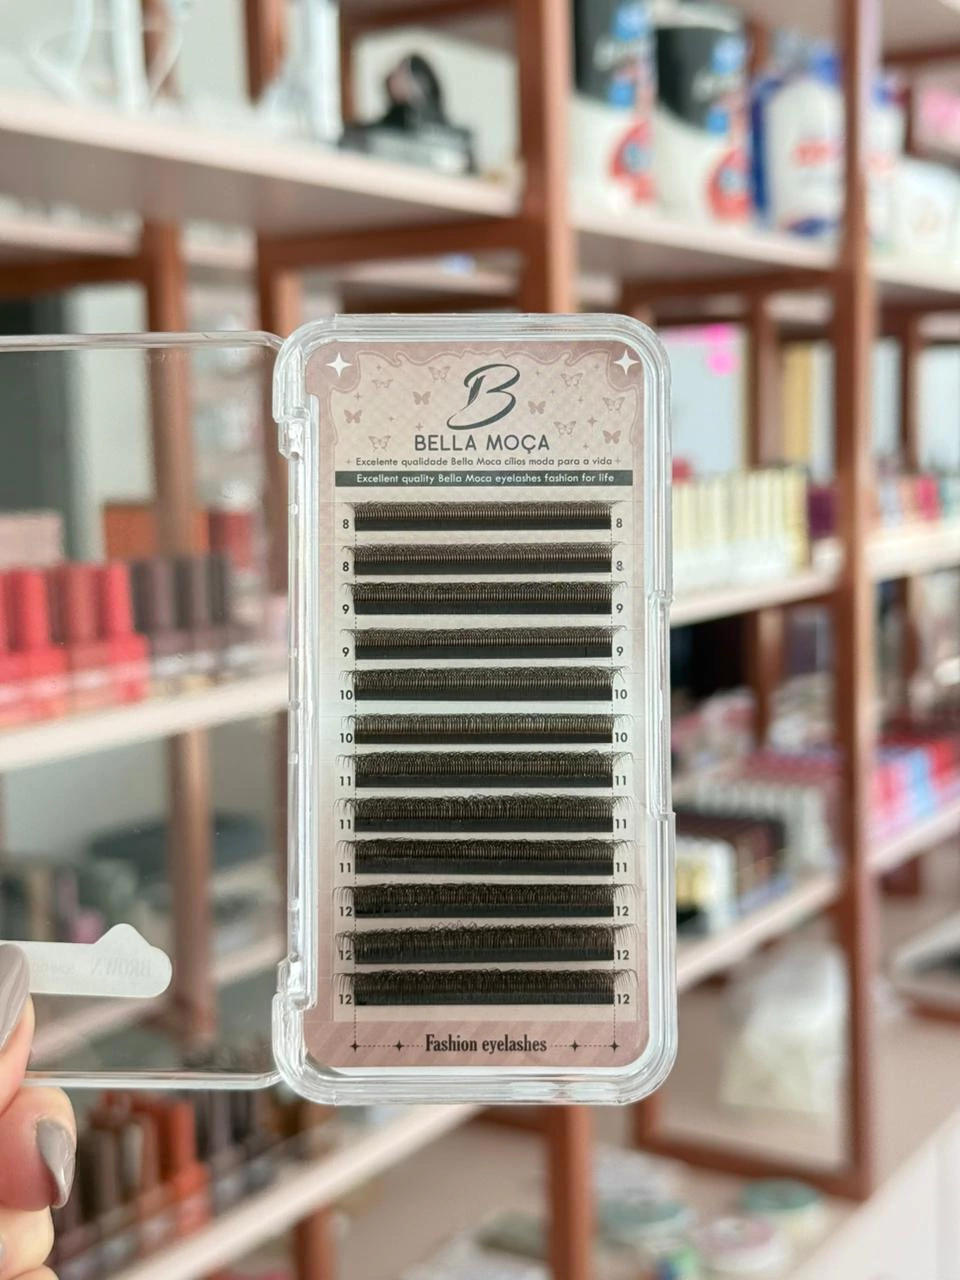 B
BELLA MOÇA
Excelente qualidade Bella Moca cílios moda para a vida
Excellent quality Bella Moca eyelashes fashion for life
8 8
8 8
9 9
9 9
10 10
10 10
11 11
11 11
11 11
12 12
12 12
12 12
BROWN
Fashion eyelashes